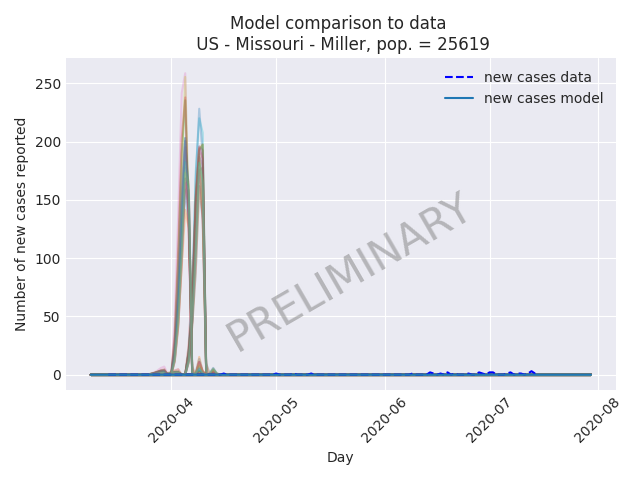 Model comparison to data
US - Missouri - Miller, pop. = 25619
new cases data
new cases model
Number of new cases reported
250
200
150
100
50
0
PRELIMINARY
2020-04
2020-05
2020-06
2020-07
2020-08
Day